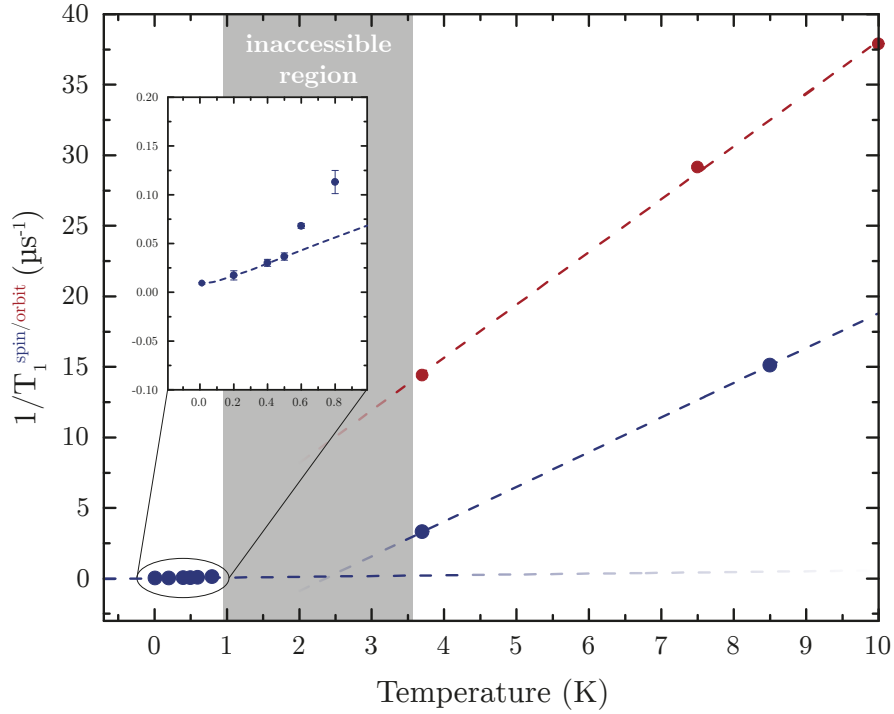 40
35
30
25
20
15
10
5
0
1/T₁ spin/orbit (μs⁻¹)
inaccessible
region
0.20
0.15
0.10
0.05
0.00
-0.05
-0.10
0.0 0.2 0.4 0.6 0.8
0 1 2 3 4 5 6 7 8 9 10
Temperature (K)